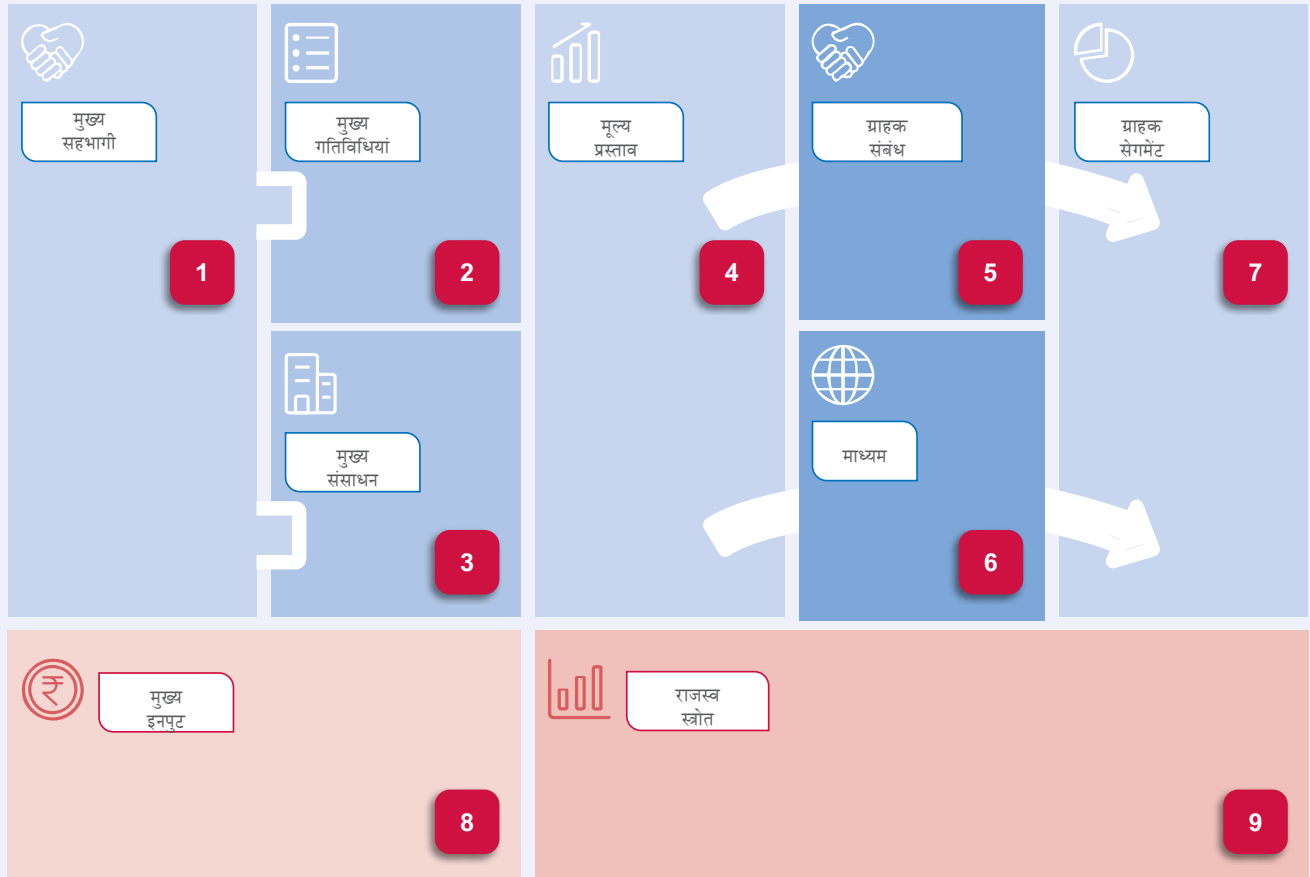 मुख्य
सहभागी
1
मुख्य
गतिविधियां
2
मुख्य
संसाधन
3
मूल्य
प्रस्ताव
4
ग्राहक
संबंध
5
माध्यम
6
ग्राहक
सेगमेंट
7
₹
मुख्य
इनपुट
8
राजस्व
स्त्रोत
9